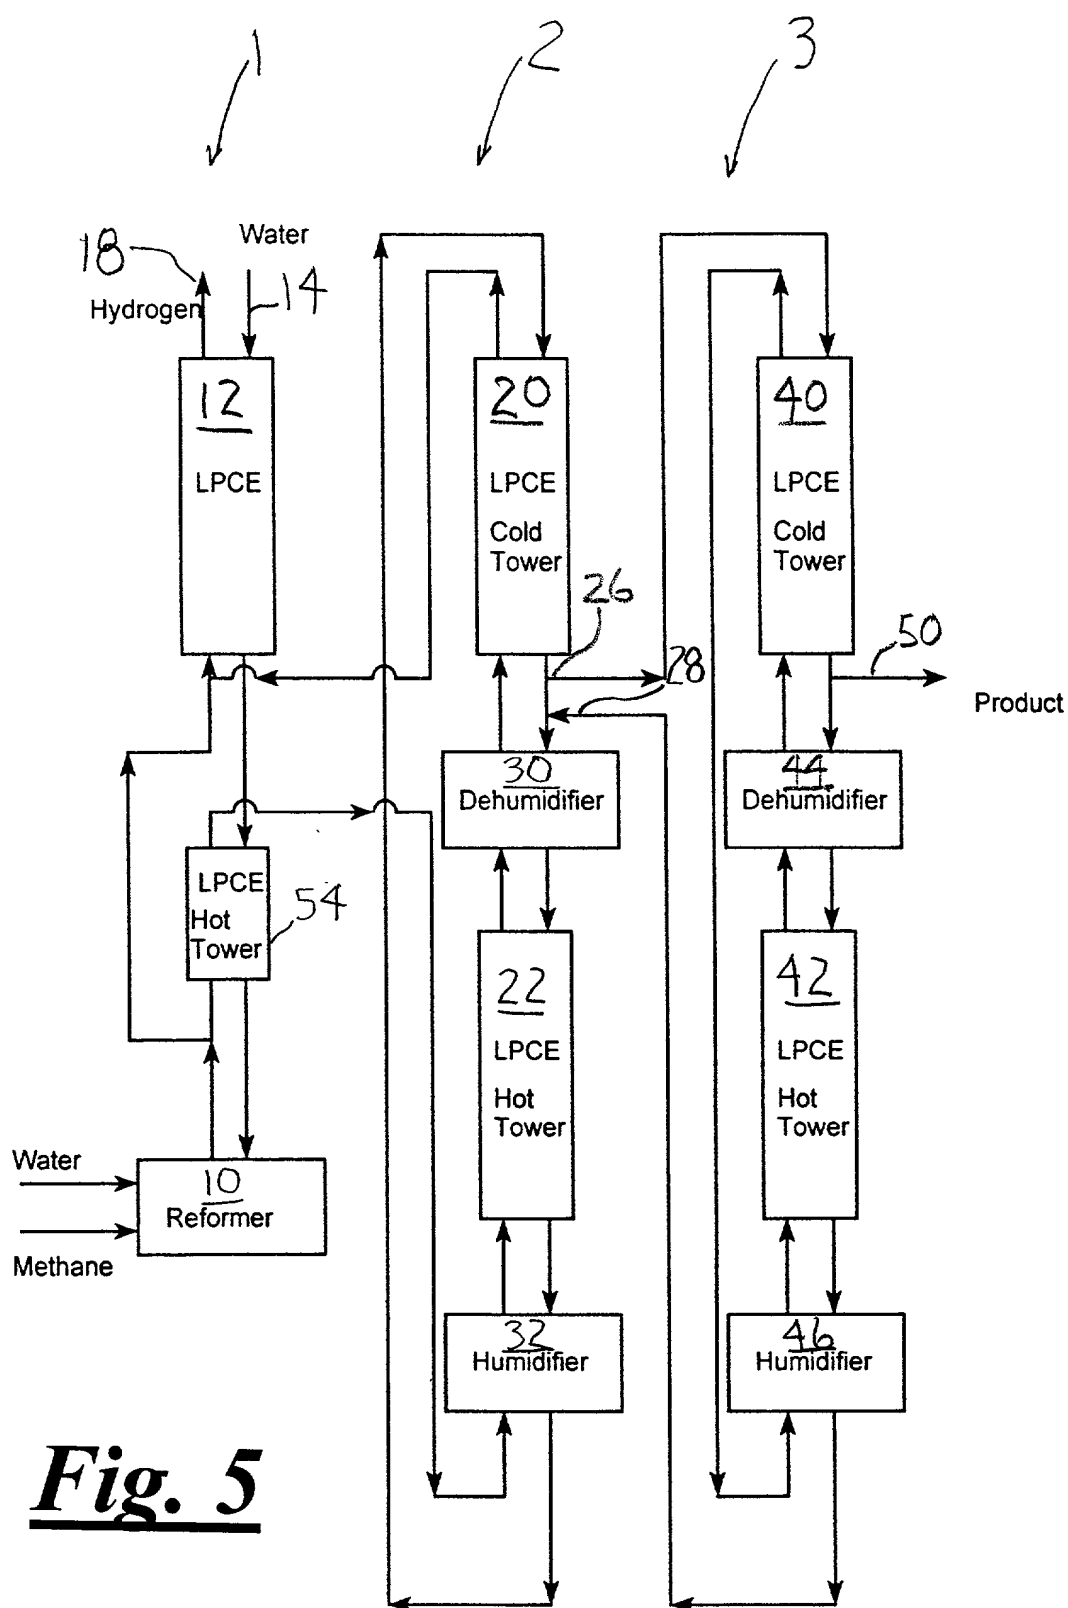 1
2
3
18
Water
14
Hydrogen
12
LPCE
20
LPCE
Cold
Tower
40
LPCE
Cold
Tower
26
28
50
Product
30
Dehumidifier
44
Dehumidifier
LPCE
Hot
Tower
54
22
LPCE
Hot
Tower
42
LPCE
Hot
Tower
Water
10
Reformer
Methane
32
Humidifier
46
Humidifier
Fig. 5